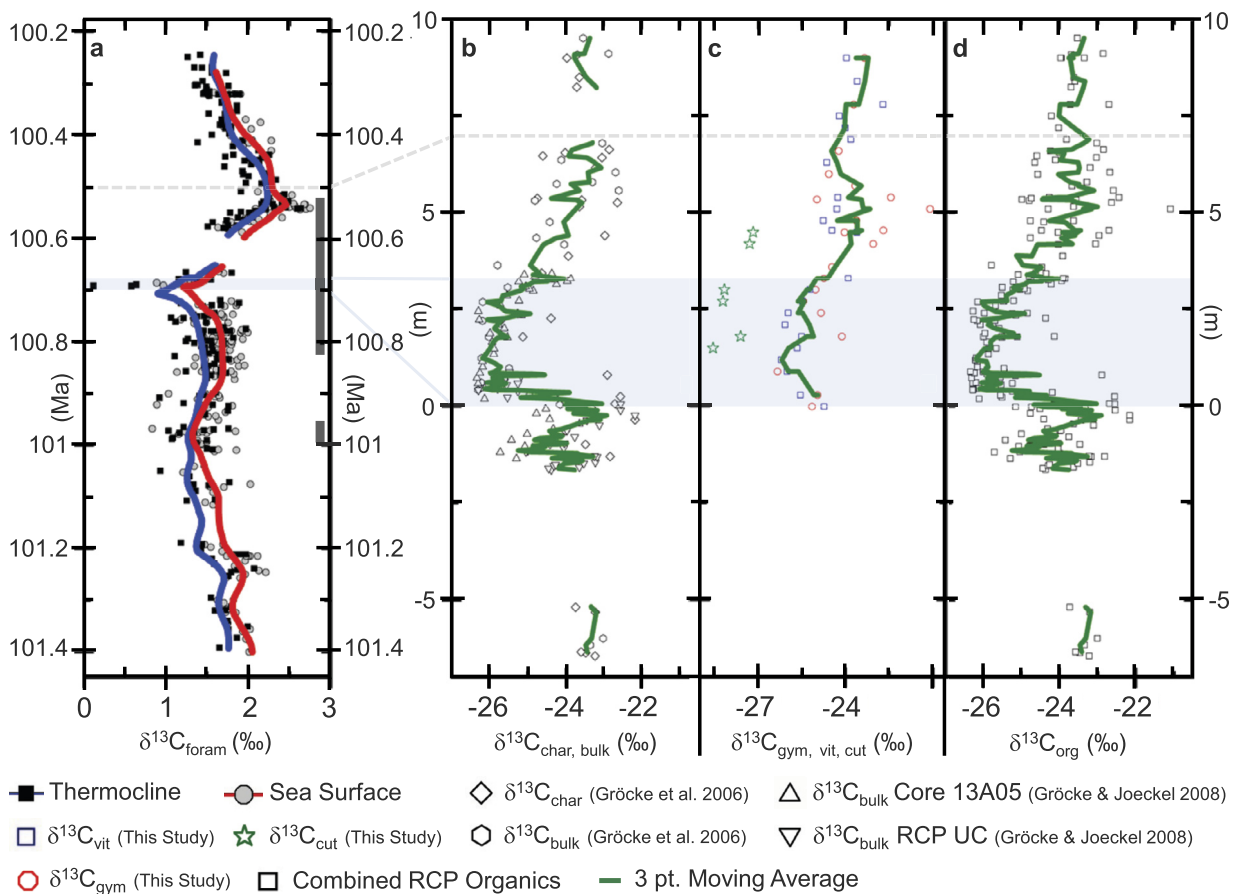 100.2
100.4
100.6
100.8
101
101.2
101.4
(Ma)
a
0
1
2
3
δ13Cforam (‰)
100.2
100.4
100.6
100.8
101
101.2
101.4
(Ma)
10
5
0
-5
(m)
b
-26
-24
-22
δ13Cchar, bulk (‰)
c
-27
-24
δ13Cgym, vit, cut (‰)
d
-26
-24
-22
δ13Corg (‰)
10
5
0
-5
(m)
Thermocline
Sea Surface
δ13Cchar (Gröcke et al. 2006)
δ13Cbulk Core 13A05 (Gröcke & Joeckel 2008)
δ13Cvit (This Study)
δ13Ccut (This Study)
δ13Cbulk (Gröcke et al. 2006)
δ13Cbulk RCP UC (Gröcke & Joeckel 2008)
δ13Cgym (This Study)
Combined RCP Organics
3 pt. Moving Average